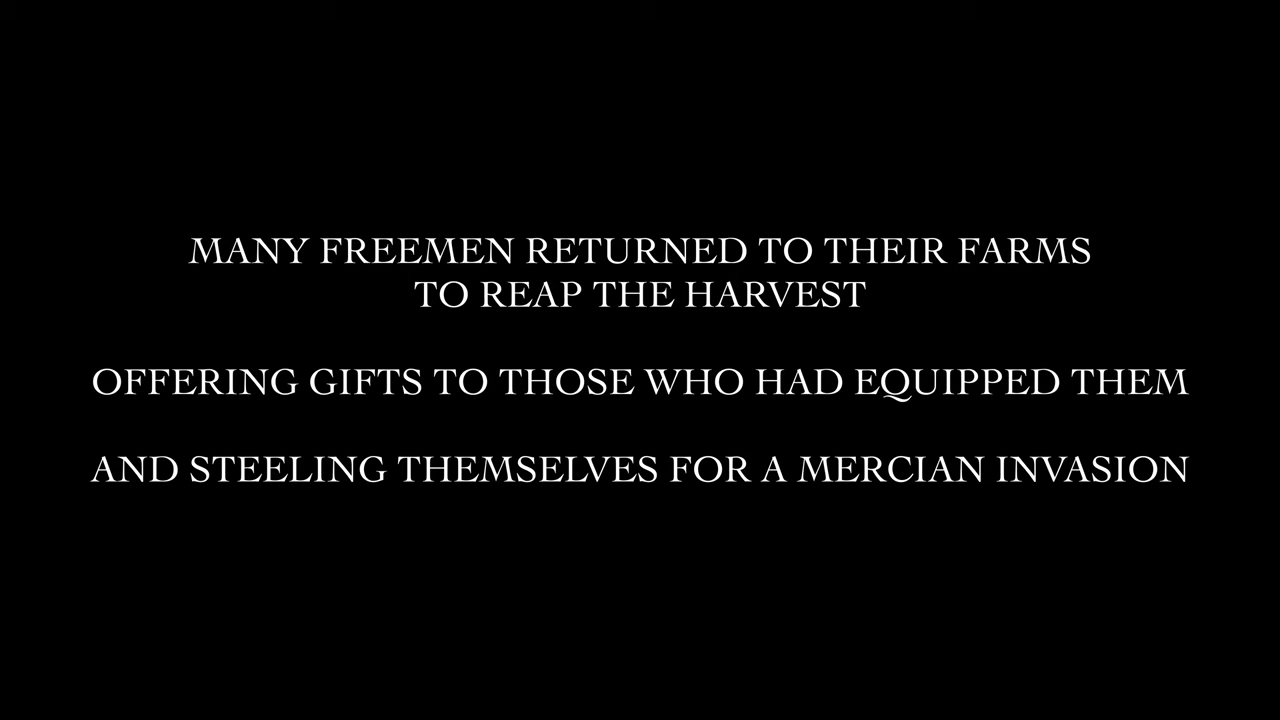 MANY FREEMEN RETURNED TO THEIR FARMS
TO REAP THE HARVEST
OFFERING GIFTS TO THOSE WHO HAD EQUIPPED THEM
AND STEELING THEMSELVES FOR A MERCIAN INVASION